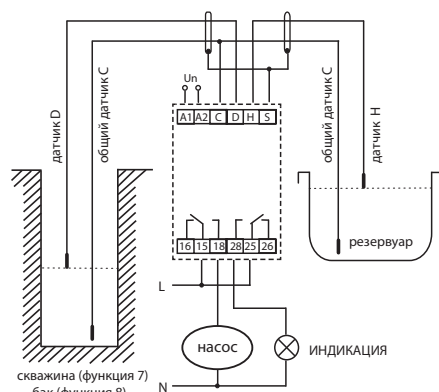 Un
A1 A2 C D H S
датчик D
общий датчик C
общий датчик C
датчик H
резервуар
16 15 18 28 25 26
L
насос
ИНДИКАЦИЯ
скважина (функция 7)
N
бак (функция 8)